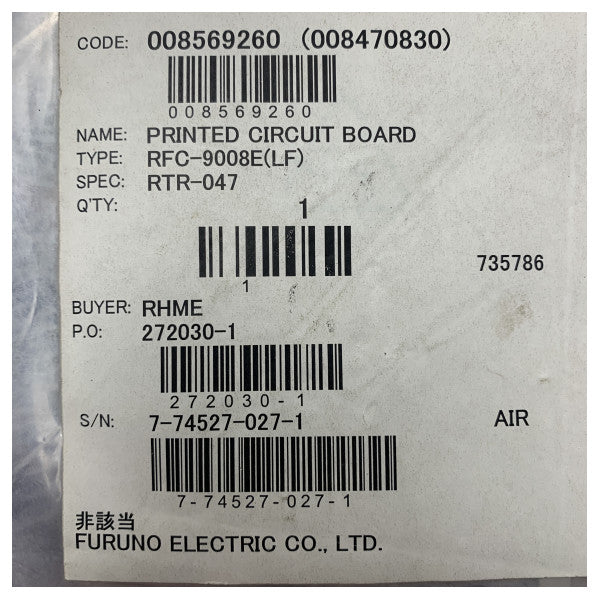 CODE: 008569260 (008470830)
008569260
NAME: PRINTED CIRCUIT BOARD
TYPE: RFC-9008E(LF)
SPEC: RTR-047
Q'TY: 1
1
735786
BUYER: RHME
P.O: 272030-1
272030-1
S/N: 7-74527-027-1 AIR
7-74527-027-1
非該当
FURUNO ELECTRIC CO., LTD.